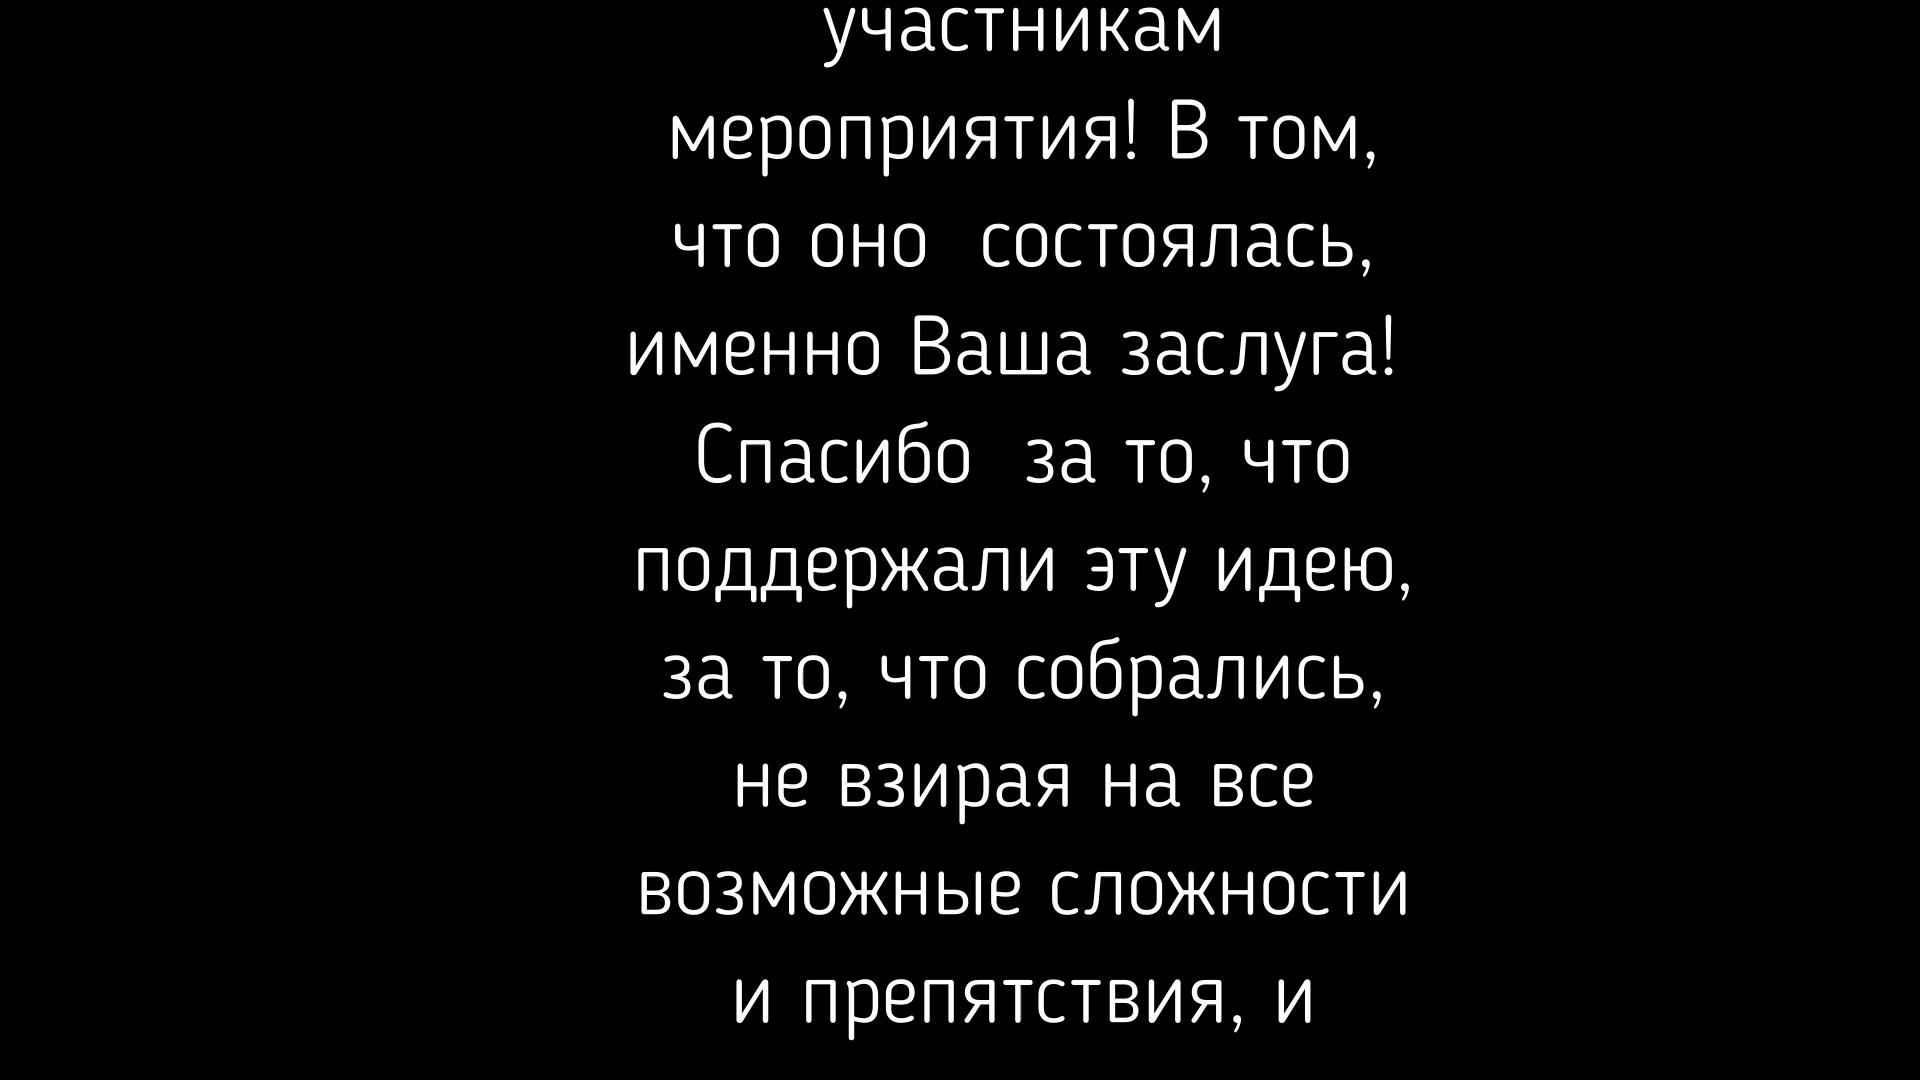 участникам
мероприятия! В том,
что оно  состоялась,
именно Ваша заслуга!
Спасибо  за то, что
поддержали эту идею,
за то, что собрались,
не взирая на все
возможные сложности
и препятствия, и